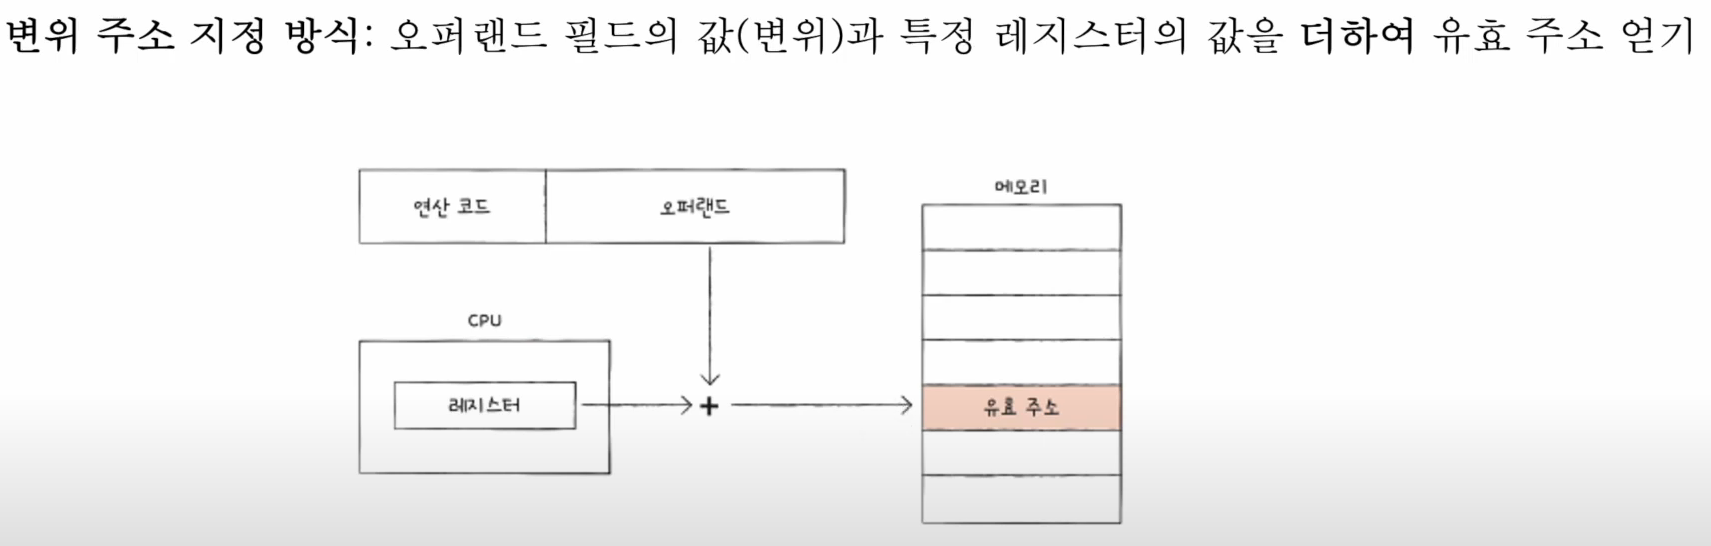 변위 주소 지정 방식: 오퍼랜드 필드의 값(변위)과 특정 레지스터의 값을 더하여 유효 주소 얻기
연산 코드
오퍼랜드
메모리
CPU
레지스터
+
유효 주소